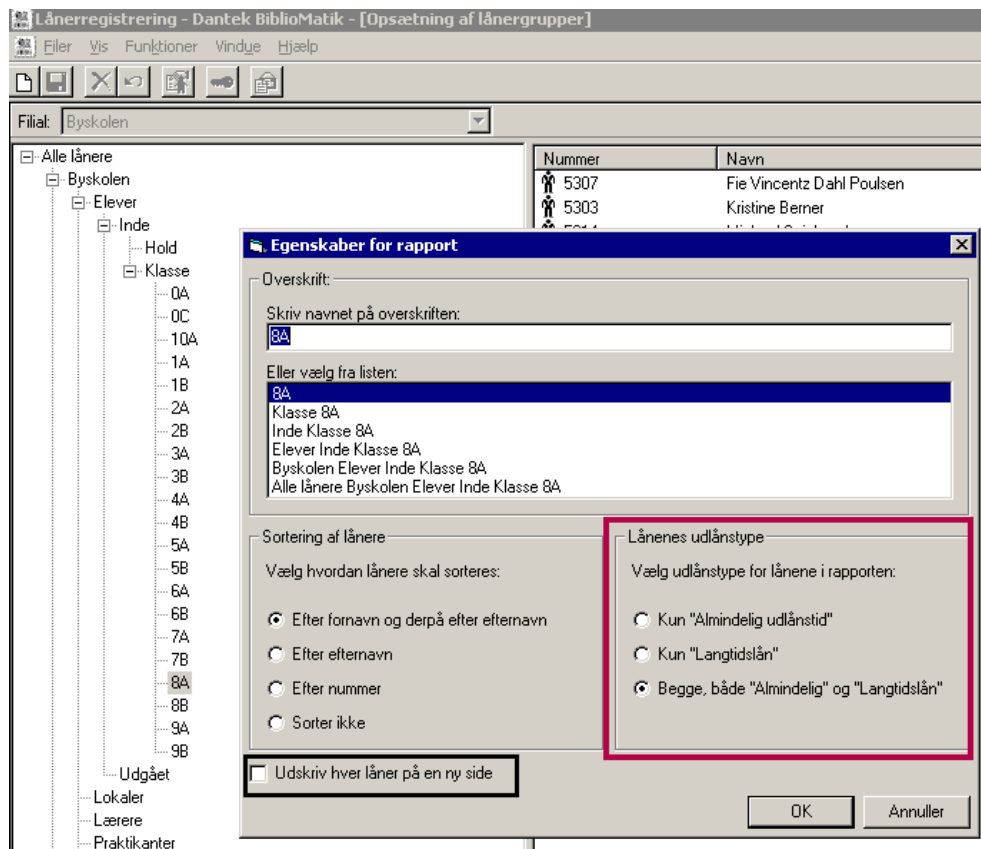 Lånerregistrering - Dantek BiblioMatik - [Opsætning af lånergrupper]
Filer Vis Funktioner Vindue Hjælp
Filial: Byskolen
Alle lånere
Byskolen
Elever
Inde
Hold
Klasse
0A
0C
10A
1A
1B
2A
2B
3A
3B
4A
4B
5A
5B
6A
6B
7A
7B
8A
8B
9A
9B
Udgået
Lokaler
Lærere
Praktikanter
Nummer Navn
5307 Fie Vincentz Dahl Poulsen
5303 Kristine Berner
Egenskaber for rapport
Overskrift:
Skriv navnet på overskriften:
8A
Eller vælg fra listen:
8A
Klasse 8A
Inde Klasse 8A
Elever Inde Klasse 8A
Byskolen Elever Inde Klasse 8A
Alle lånere Byskolen Elever Inde Klasse 8A
Sortering af lånere
Vælg hvordan lånere skal sorteres:
Efter fornavn og derpå efter efternavn
Efter efternavn
Efter nummer
Sorter ikke
Lånenes udlånstype
Vælg udlånstype for lånene i rapporten:
Kun "Almindelig udlånstid"
Kun "Langtidslån"
Begge, både "Almindelig" og "Langtidslån"
Udskriv hver låner på en ny side
OK Annuller